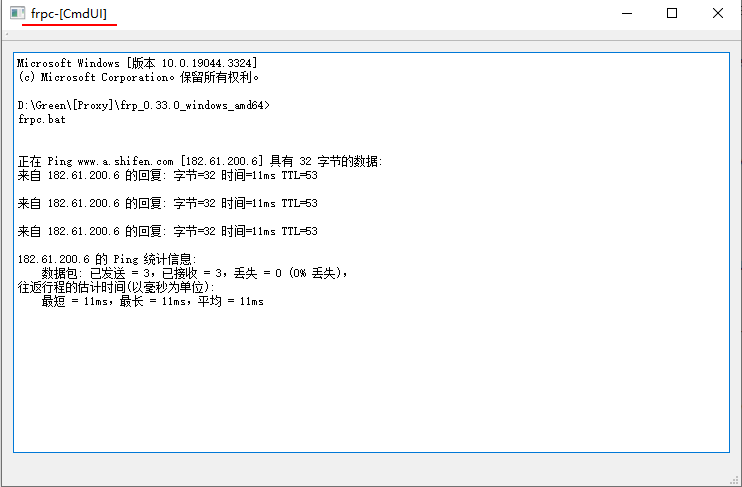 frpc-[CmdUI]
Microsoft Windows [版本 10.0.19044.3324]
(c) Microsoft Corporation。保留所有权利。
D:\Green\[Proxy]\frp_0.33.0_windows_amd64>
frpc.bat
正在 Ping www.a.shifen.com [182.61.200.6] 具有 32 字节的数据:
来自 182.61.200.6 的回复: 字节=32 时间=11ms TTL=53
来自 182.61.200.6 的回复: 字节=32 时间=11ms TTL=53
来自 182.61.200.6 的回复: 字节=32 时间=11ms TTL=53
182.61.200.6 的 Ping 统计信息:
数据包: 已发送 = 3，已接收 = 3，丢失 = 0 (0% 丢失)，
往返行程的估计时间(以毫秒为单位):
最短 = 11ms，最长 = 11ms，平均 = 11ms